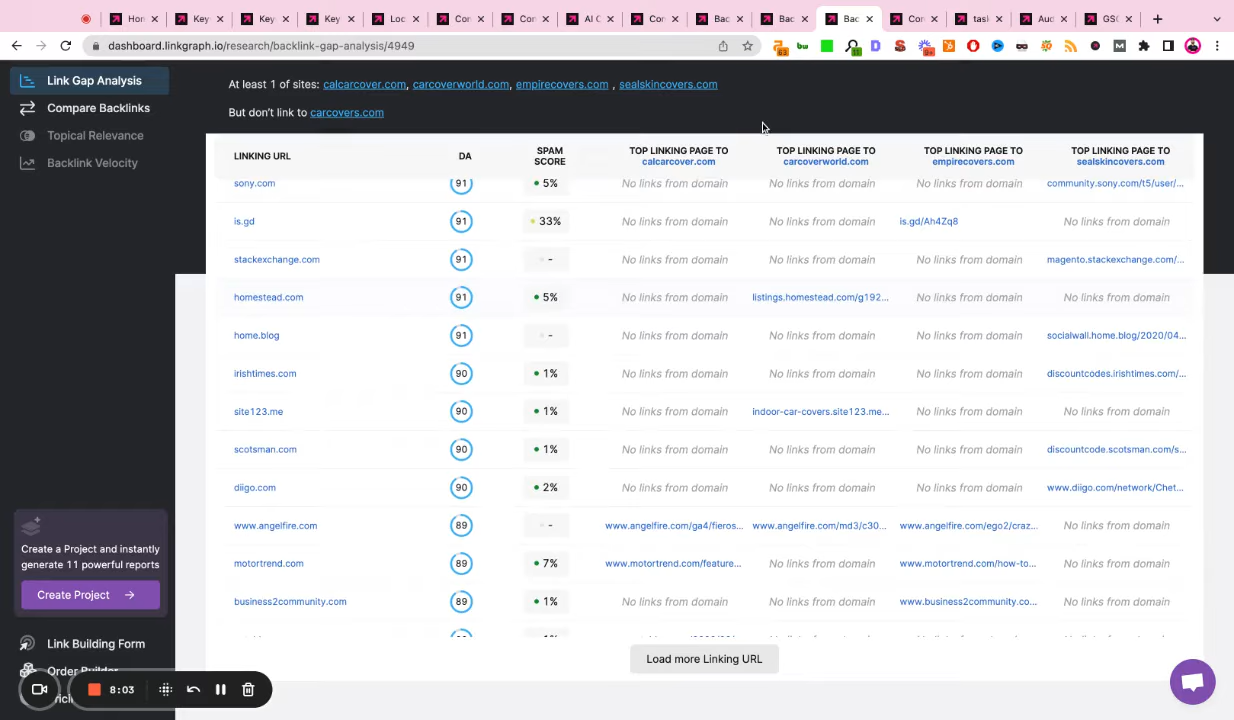 Hon
Key
Key
Key
Loc
Cor
Cor
AI C
Cor
Bac
Bac
Bac
Cor
task
Aud
GSC
dashboard.linkgraph.io/research/backlink-gap-analysis/4949
Link Gap Analysis
Compare Backlinks
Topical Relevance
Backlink Velocity
At least 1 of sites: calcarcover.com, carcoverworld.com, empirecovers.com , sealskincovers.com
But don't link to carcovers.com
LINKING URL DA SPAM SCORE TOP LINKING PAGE TO calcarcover.com TOP LINKING PAGE TO carcoverworld.com TOP LINKING PAGE TO empirecovers.com TOP LINKING PAGE TO sealskincovers.com
sony.com 91 5% No links from domain No links from domain No links from domain community.sony.com/t5/user/...
is.gd 91 33% No links from domain No links from domain is.gd/Ah4Zq8 No links from domain
stackexchange.com 91 - No links from domain No links from domain No links from domain magento.stackexchange.com/...
homestead.com 91 5% No links from domain listings.homestead.com/g192... No links from domain No links from domain
home.blog 91 - No links from domain No links from domain No links from domain socialwall.home.blog/2020/04...
irishtimes.com 90 1% No links from domain No links from domain No links from domain discountcodes.irishtimes.com/...
site123.me 90 1% No links from domain indoor-car-covers.site123.me... No links from domain No links from domain
scotsman.com 90 1% No links from domain No links from domain No links from domain discountcode.scotsman.com/s...
diigo.com 90 2% No links from domain No links from domain No links from domain www.diigo.com/network/Chet...
www.angelfire.com 89 - www.angelfire.com/ga4/fieros... www.angelfire.com/md3/c30... www.angelfire.com/ego2/craz... No links from domain
motortrend.com 89 7% www.motortrend.com/feature... No links from domain www.motortrend.com/how-to... No links from domain
business2community.com 89 1% No links from domain No links from domain www.business2community.co... No links from domain
Load more Linking URL
Create a Project and instantly
generate 11 powerful reports
Create Project
Link Building Form
Order Builder
8:03